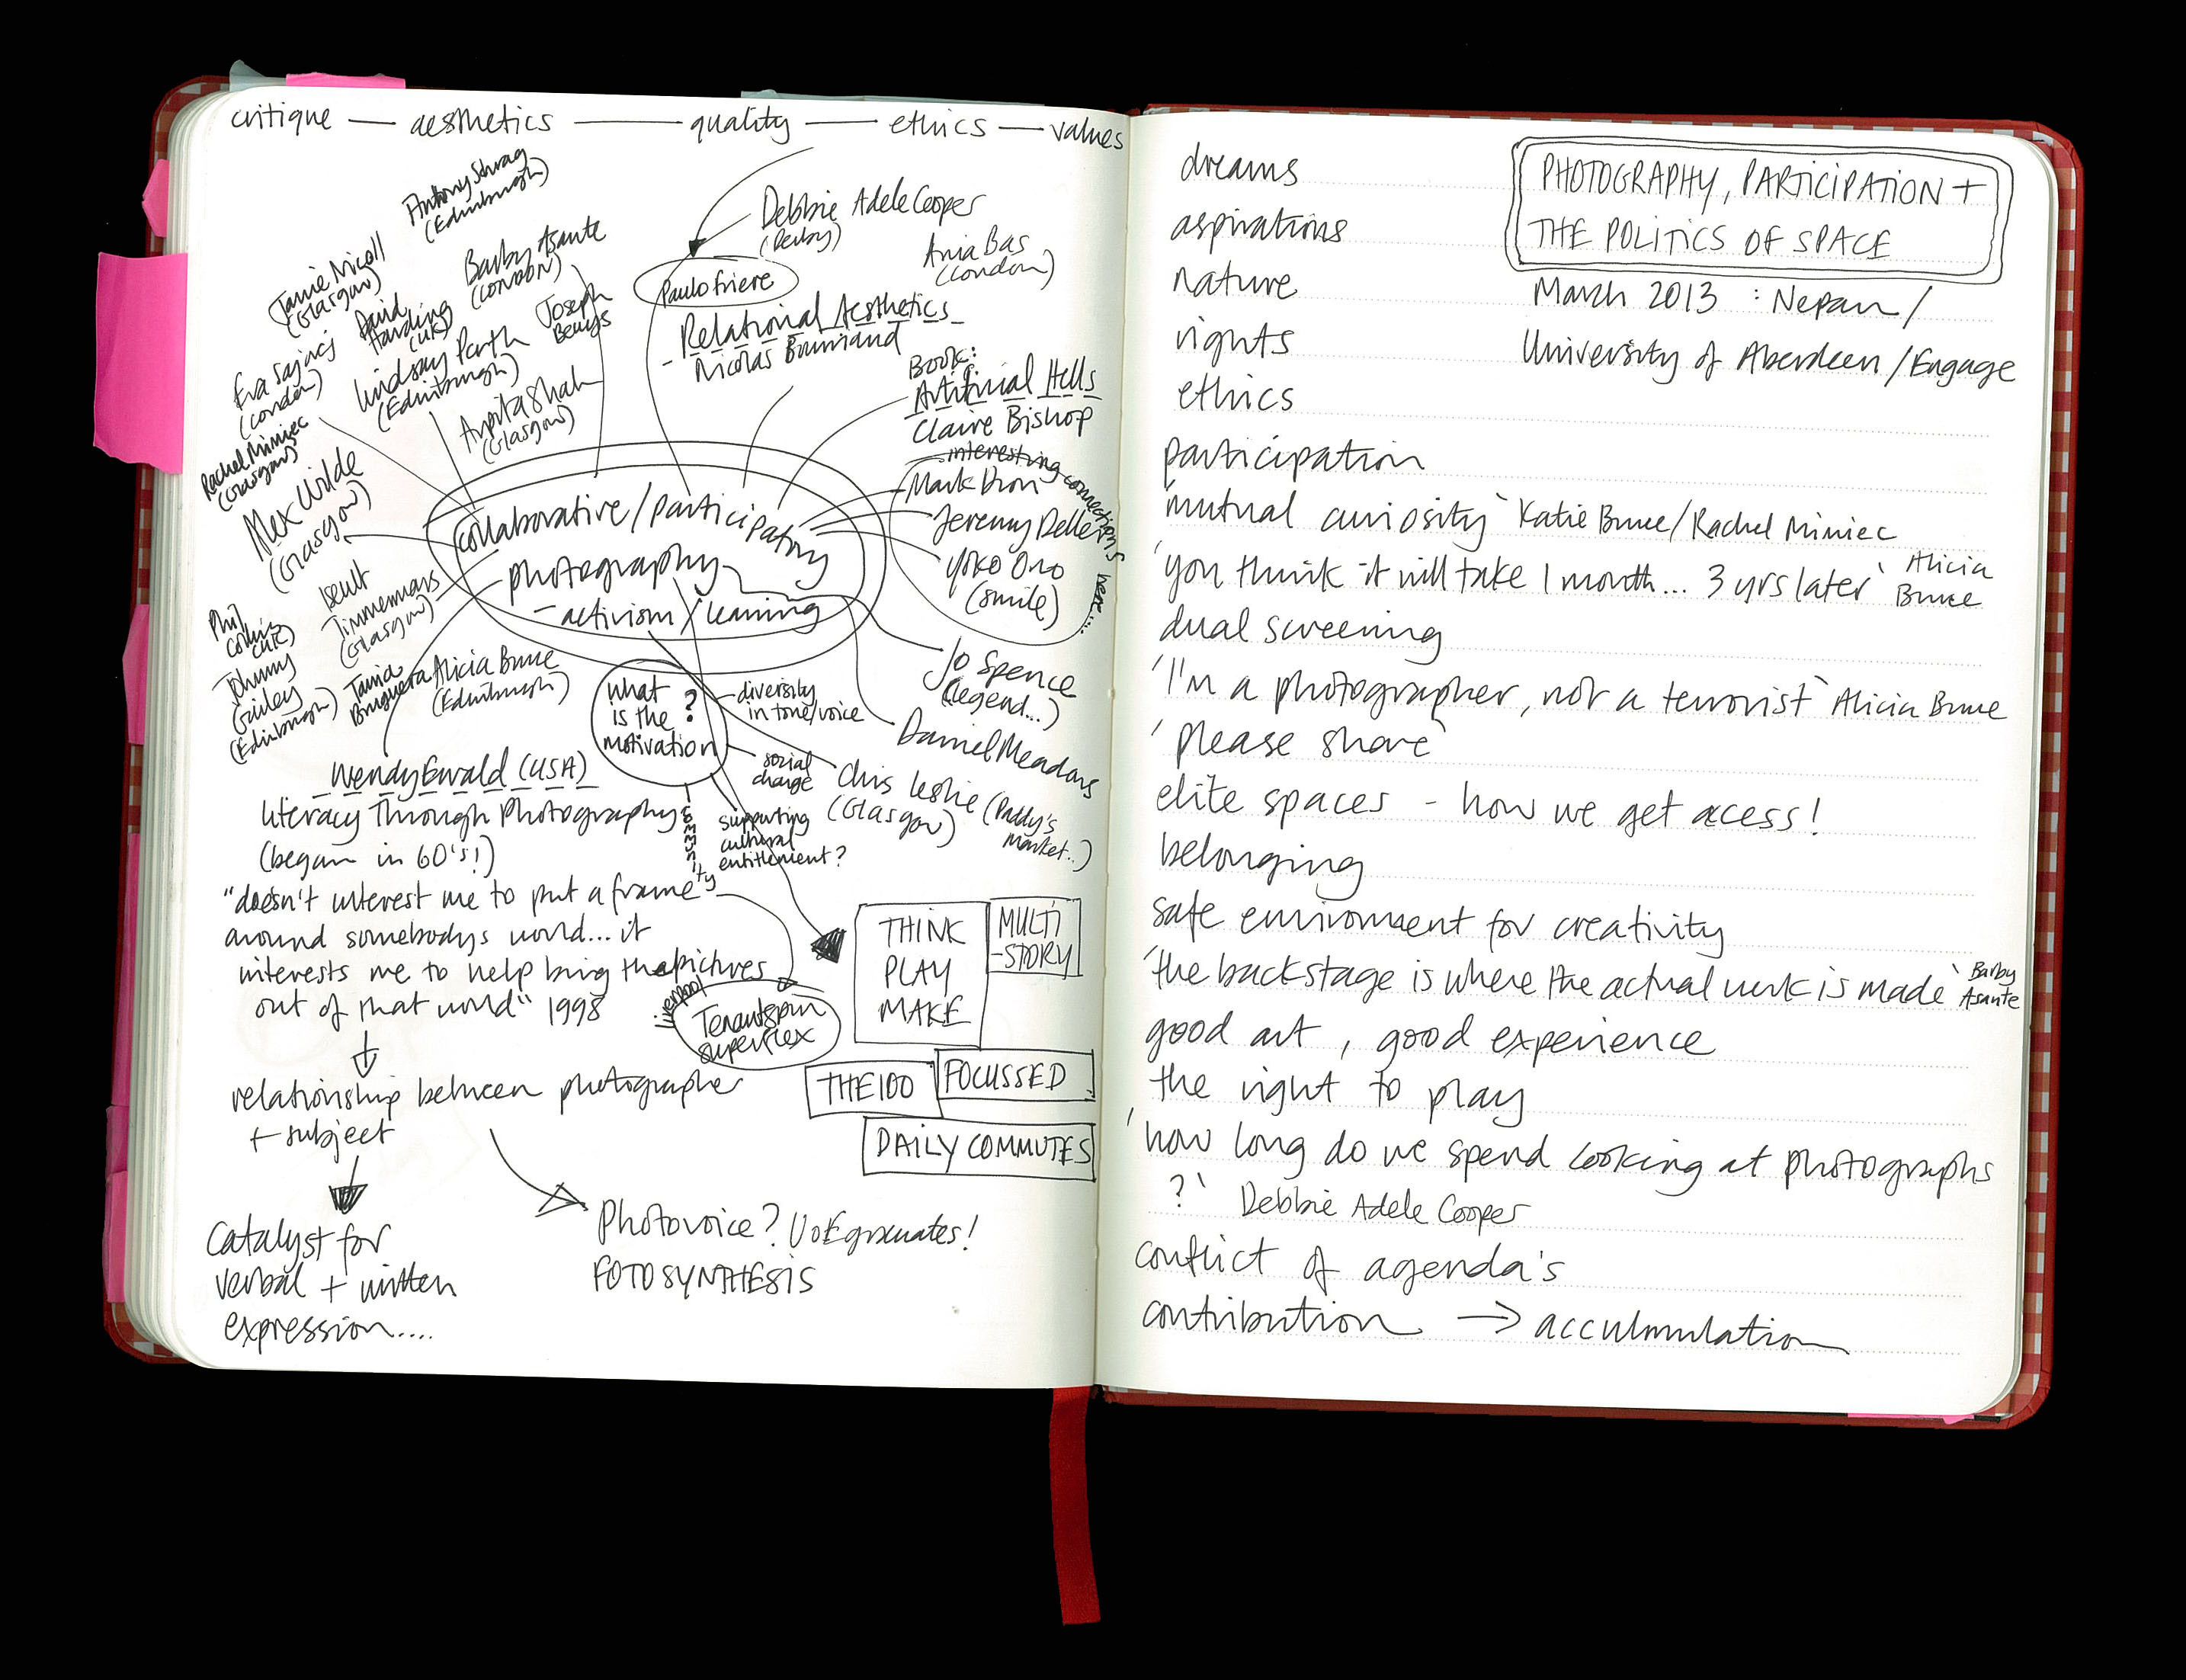 critique — aesthetics — quality — ethics — values
Antony Schrag
(Edinburgh)
Debbie Adele Cooper
(Derby)
Ania Bas
(London)
Jamie Nicoll
(Glasgow)
David
Harding
(UK)
Barby Asante
(London)
Joseph
Beuys
Paulo friere
Relational Aesthetics
- Nicolas Bourriaud
Eva Sajovic
(London)
Lindsay Perth
(Edinburgh)
Arpita Shah
(Glasgow)
Book:
Artificial Hells
Claire Bishop
interesting connections here....
Mark Dion
Jeremy Deller
Yoko Ono
(smile)
Rachel Mimiec
(Glasgow)
Alex Wilde
(Glasgow)
collaborative / participatory
photography
- activism / learning
Phil
Collins
(UK)
Iseult
Timmermans
(Glasgow)
Johnny
Gailey
(Edinburgh)
Tania
Bruguera
Alicia Bruce
(Edinburgh)
Jo Spence
(legend...)
Daniel Meadows
what
is the ?
motivation
diversity
in tone/voice
social
change
supporting
cultural
entitlement?
community
Chris Leslie
(Glasgow)
(Paddy's
Market..)
Wendy Ewald (USA)
Literacy Through Photography
(began in 60's!)
"doesn't interest me to put a frame
around somebodys world... it
interests me to help bring the pictures
out of that world" 1998
relationship between photographer
+ subject
Catalyst for
verbal + written
expression....
Liverpool
Tenantspin
superflex
THINK
PLAY
MAKE
MULTI
-STORY
THE100
FOCUSSED
DAILY COMMUTES
Photovoice? UoE graduates!
FOTOSYNTHESIS
PHOTOGRAPHY, PARTICIPATION +
THE POLITICS OF SPACE
March 2013 : Nepan /
University of Aberdeen / Engage
dreams
aspirations
nature
rights
ethics
participation
'mutual curiosity' Katie Bruce / Rachel Mimiec
'you think it will take 1 month... 3 yrs later' Alicia Bruce
dual screening
'I'm a photographer, not a terrorist' Alicia Bruce
'please share'
elite spaces - how we get acess!
belonging
safe enviroment for creativity
'the backstage is where the actual work is made' Barby Asante
good art, good experience
the right to play
'how long do we spend looking at photographs
?' Debbie Adele Cooper
conflict of agenda's
contribution → acculmulation